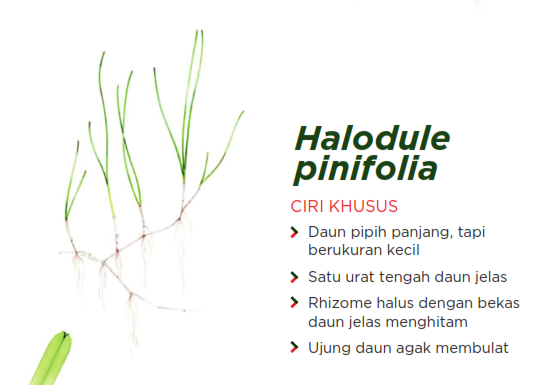 Halodule
pinifolia
CIRI KHUSUS
Daun pipih panjang, tapi
berukuran kecil
Satu urat tengah daun jelas
Rhizome halus dengan bekas
daun jelas menghitam
Ujung daun agak membulat